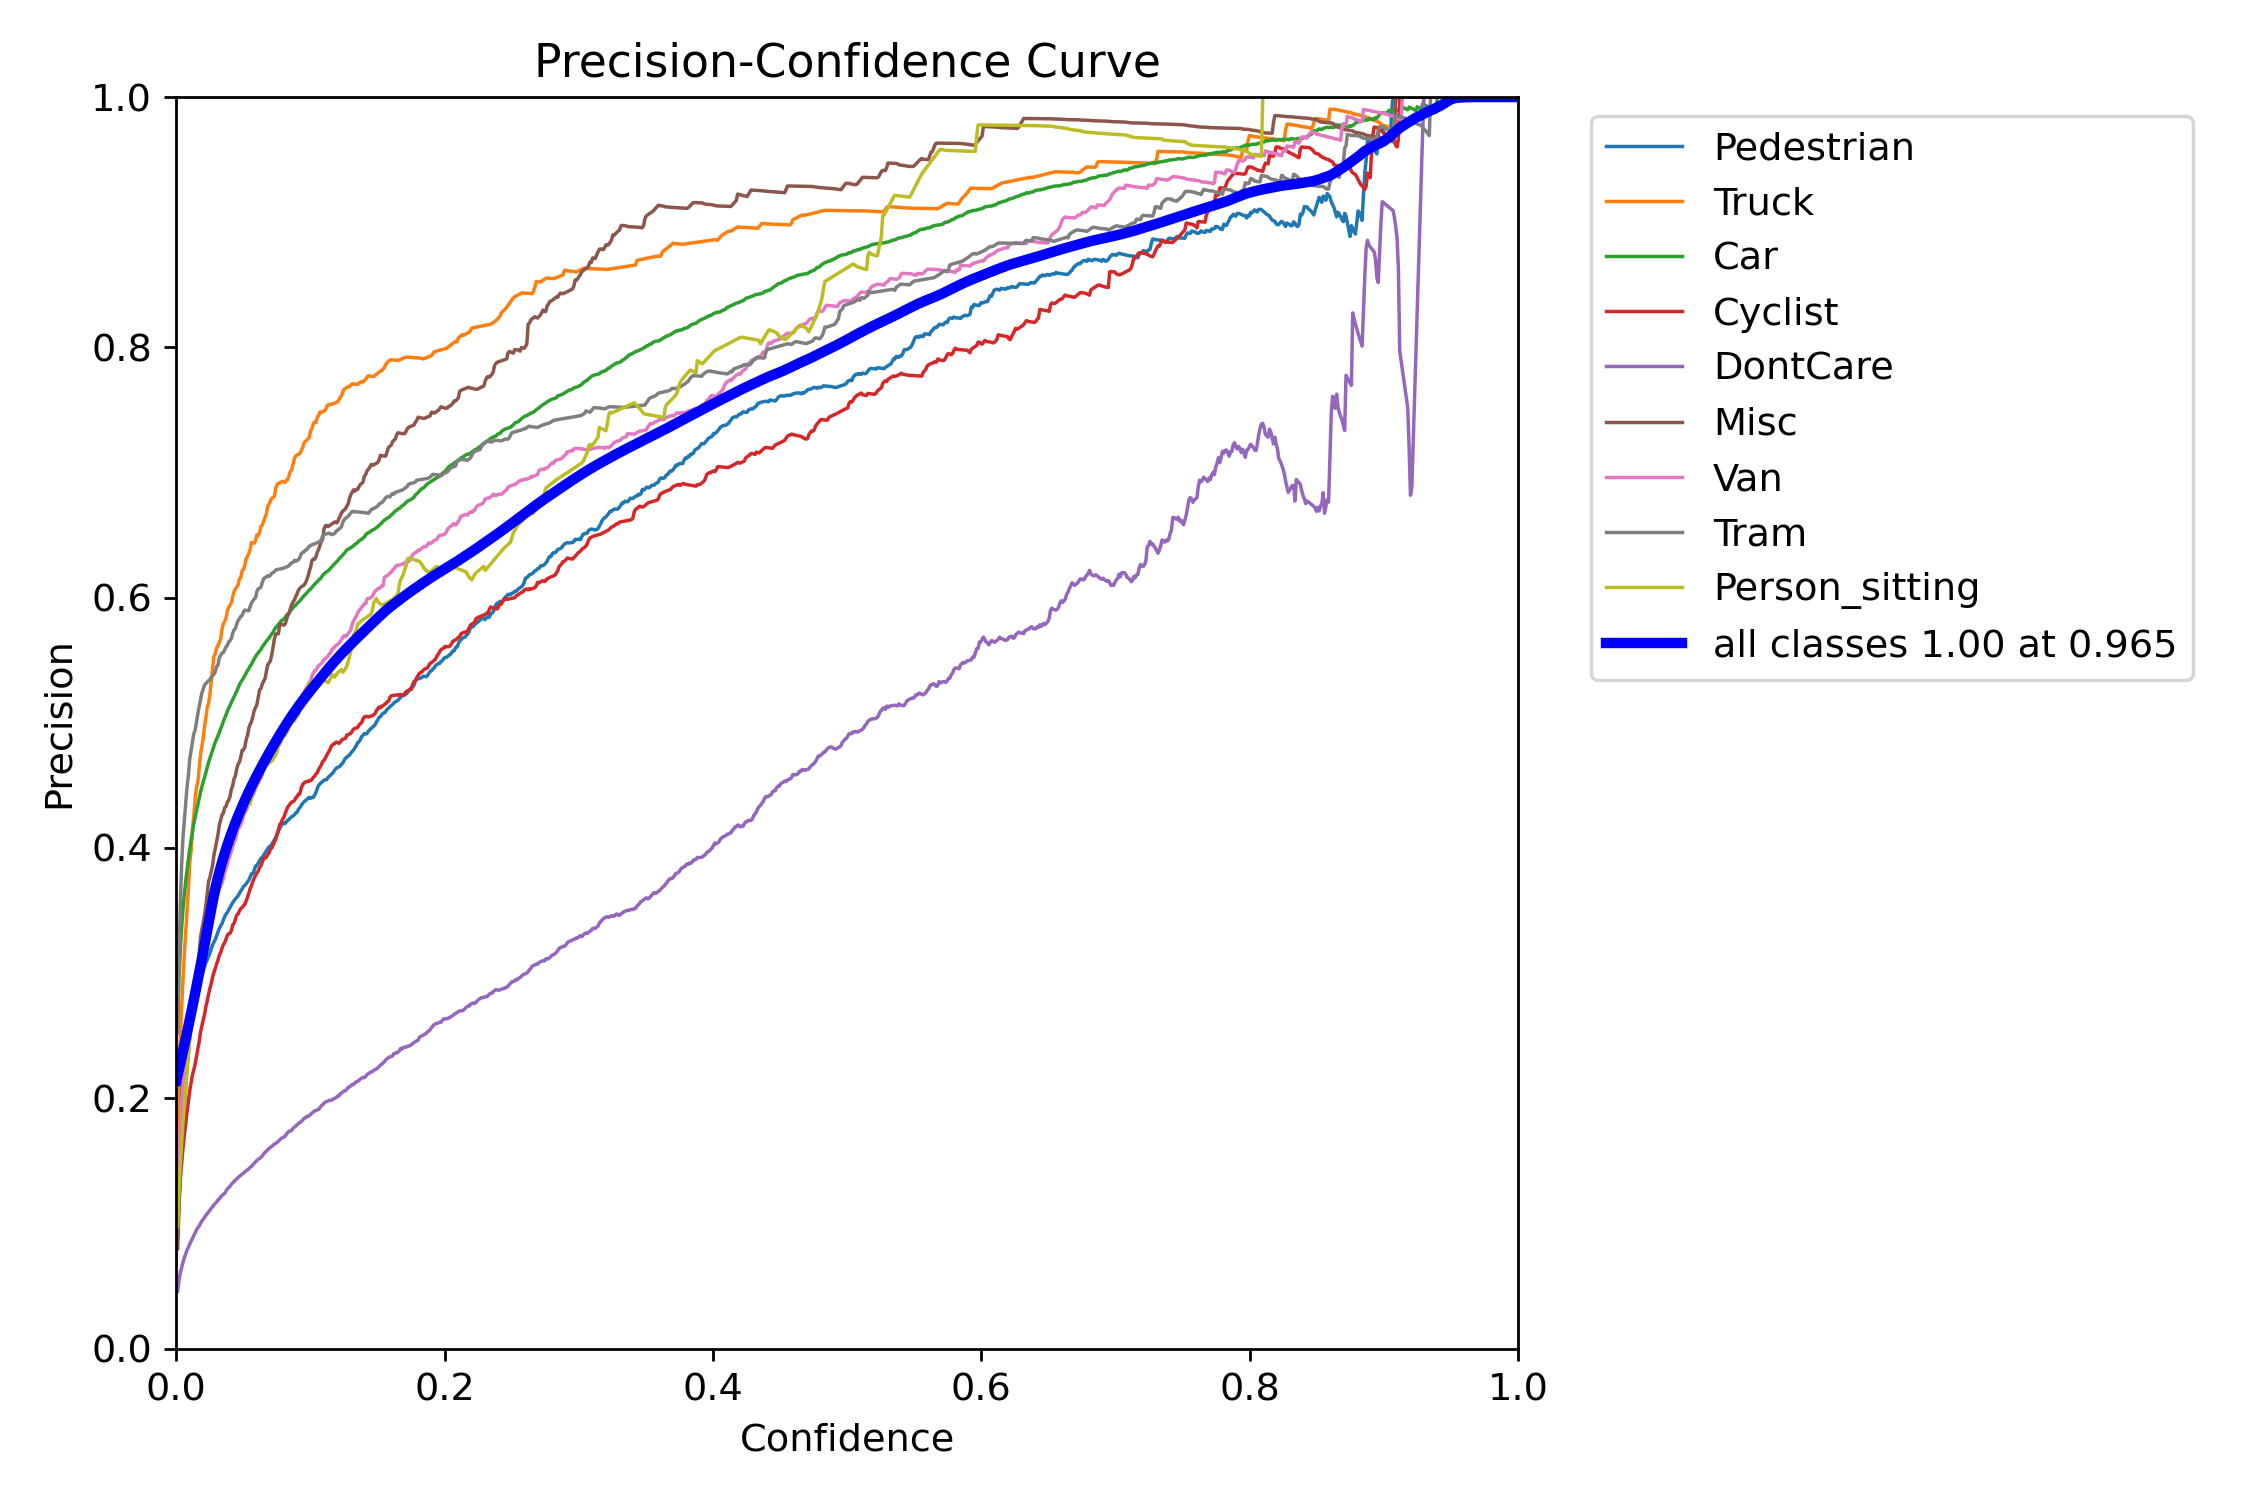 Precision-Confidence Curve
1.0
0.8
0.6
0.4
0.2
0.0
Precision
0.0 0.2 0.4 0.6 0.8 1.0
Confidence
Pedestrian
Truck
Car
Cyclist
DontCare
Misc
Van
Tram
Person_sitting
all classes 1.00 at 0.965